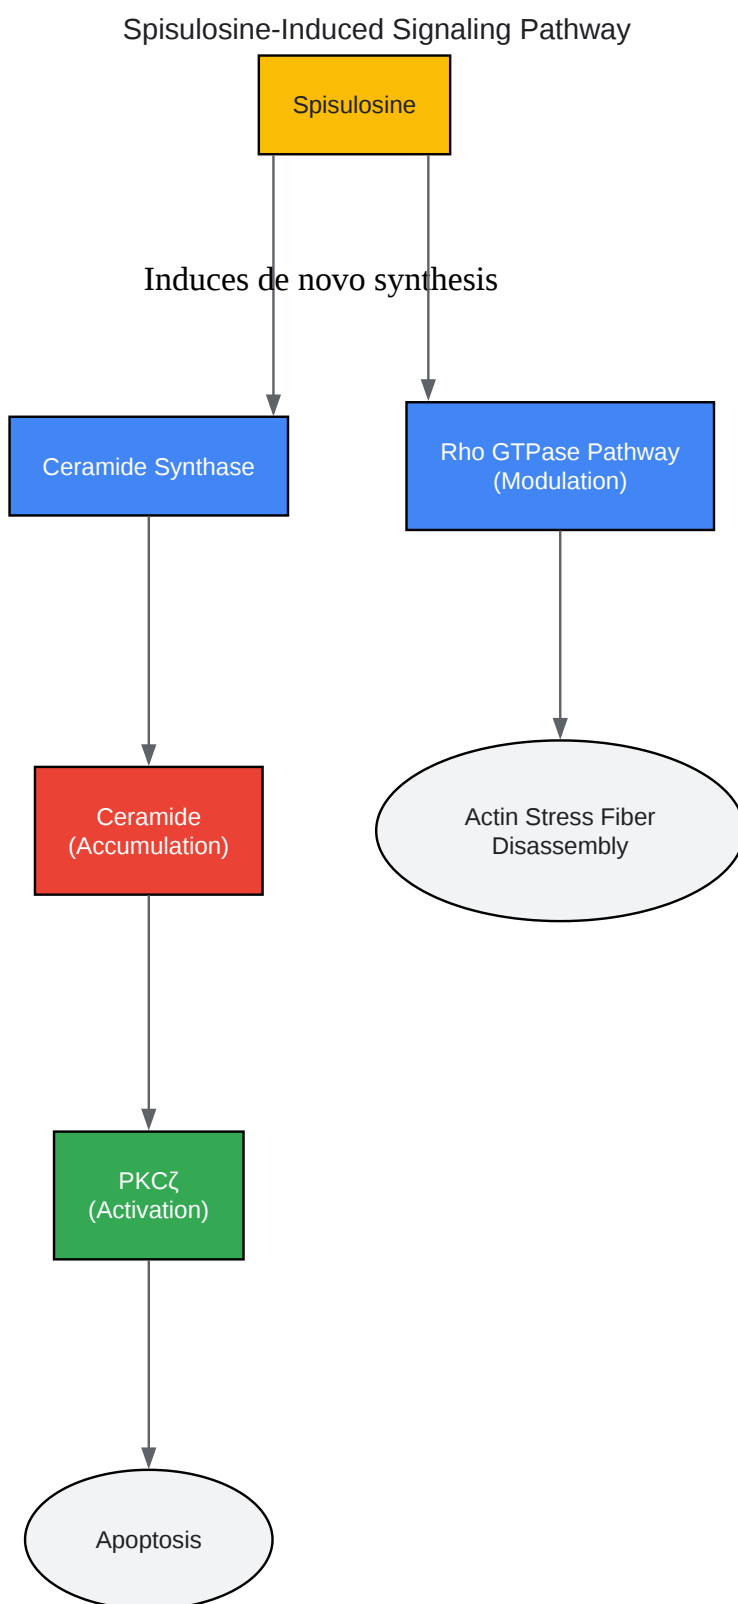 Spisulosine-Induced Signaling Pathway
Spisulosine
Induces de novo synthesis
Ceramide Synthase
Rho GTPase Pathway
(Modulation)
Ceramide
(Accumulation)
Actin Stress Fiber
Disassembly
PKCζ
(Activation)
Apoptosis